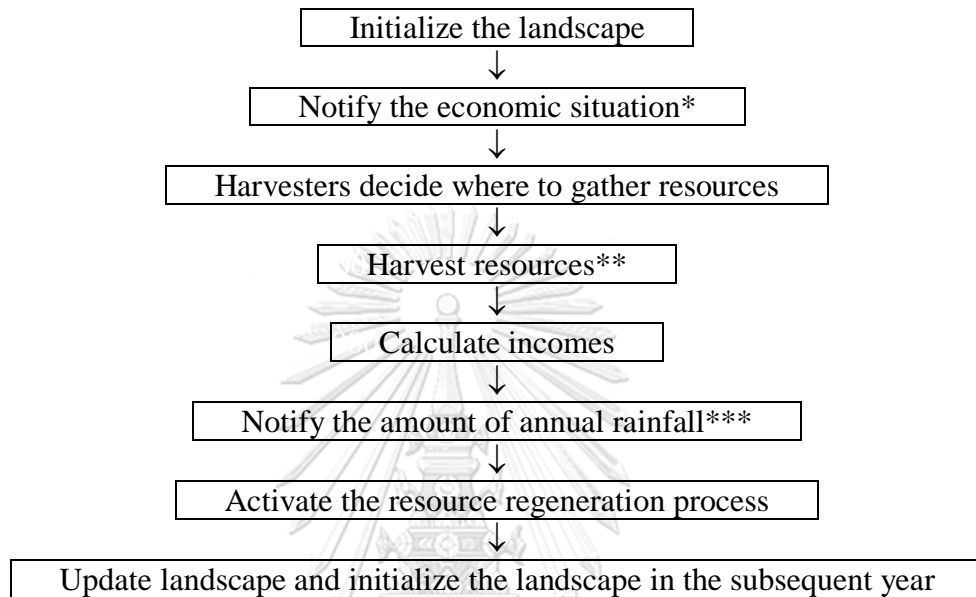 Initialize the landscape
↓
Notify the economic situation*
↓
Harvesters decide where to gather resources
↓
Harvest resources**
↓
Calculate incomes
↓
Notify the amount of annual rainfall***
↓
Activate the resource regeneration process
↓
Update landscape and initialize the landscape in the subsequent year